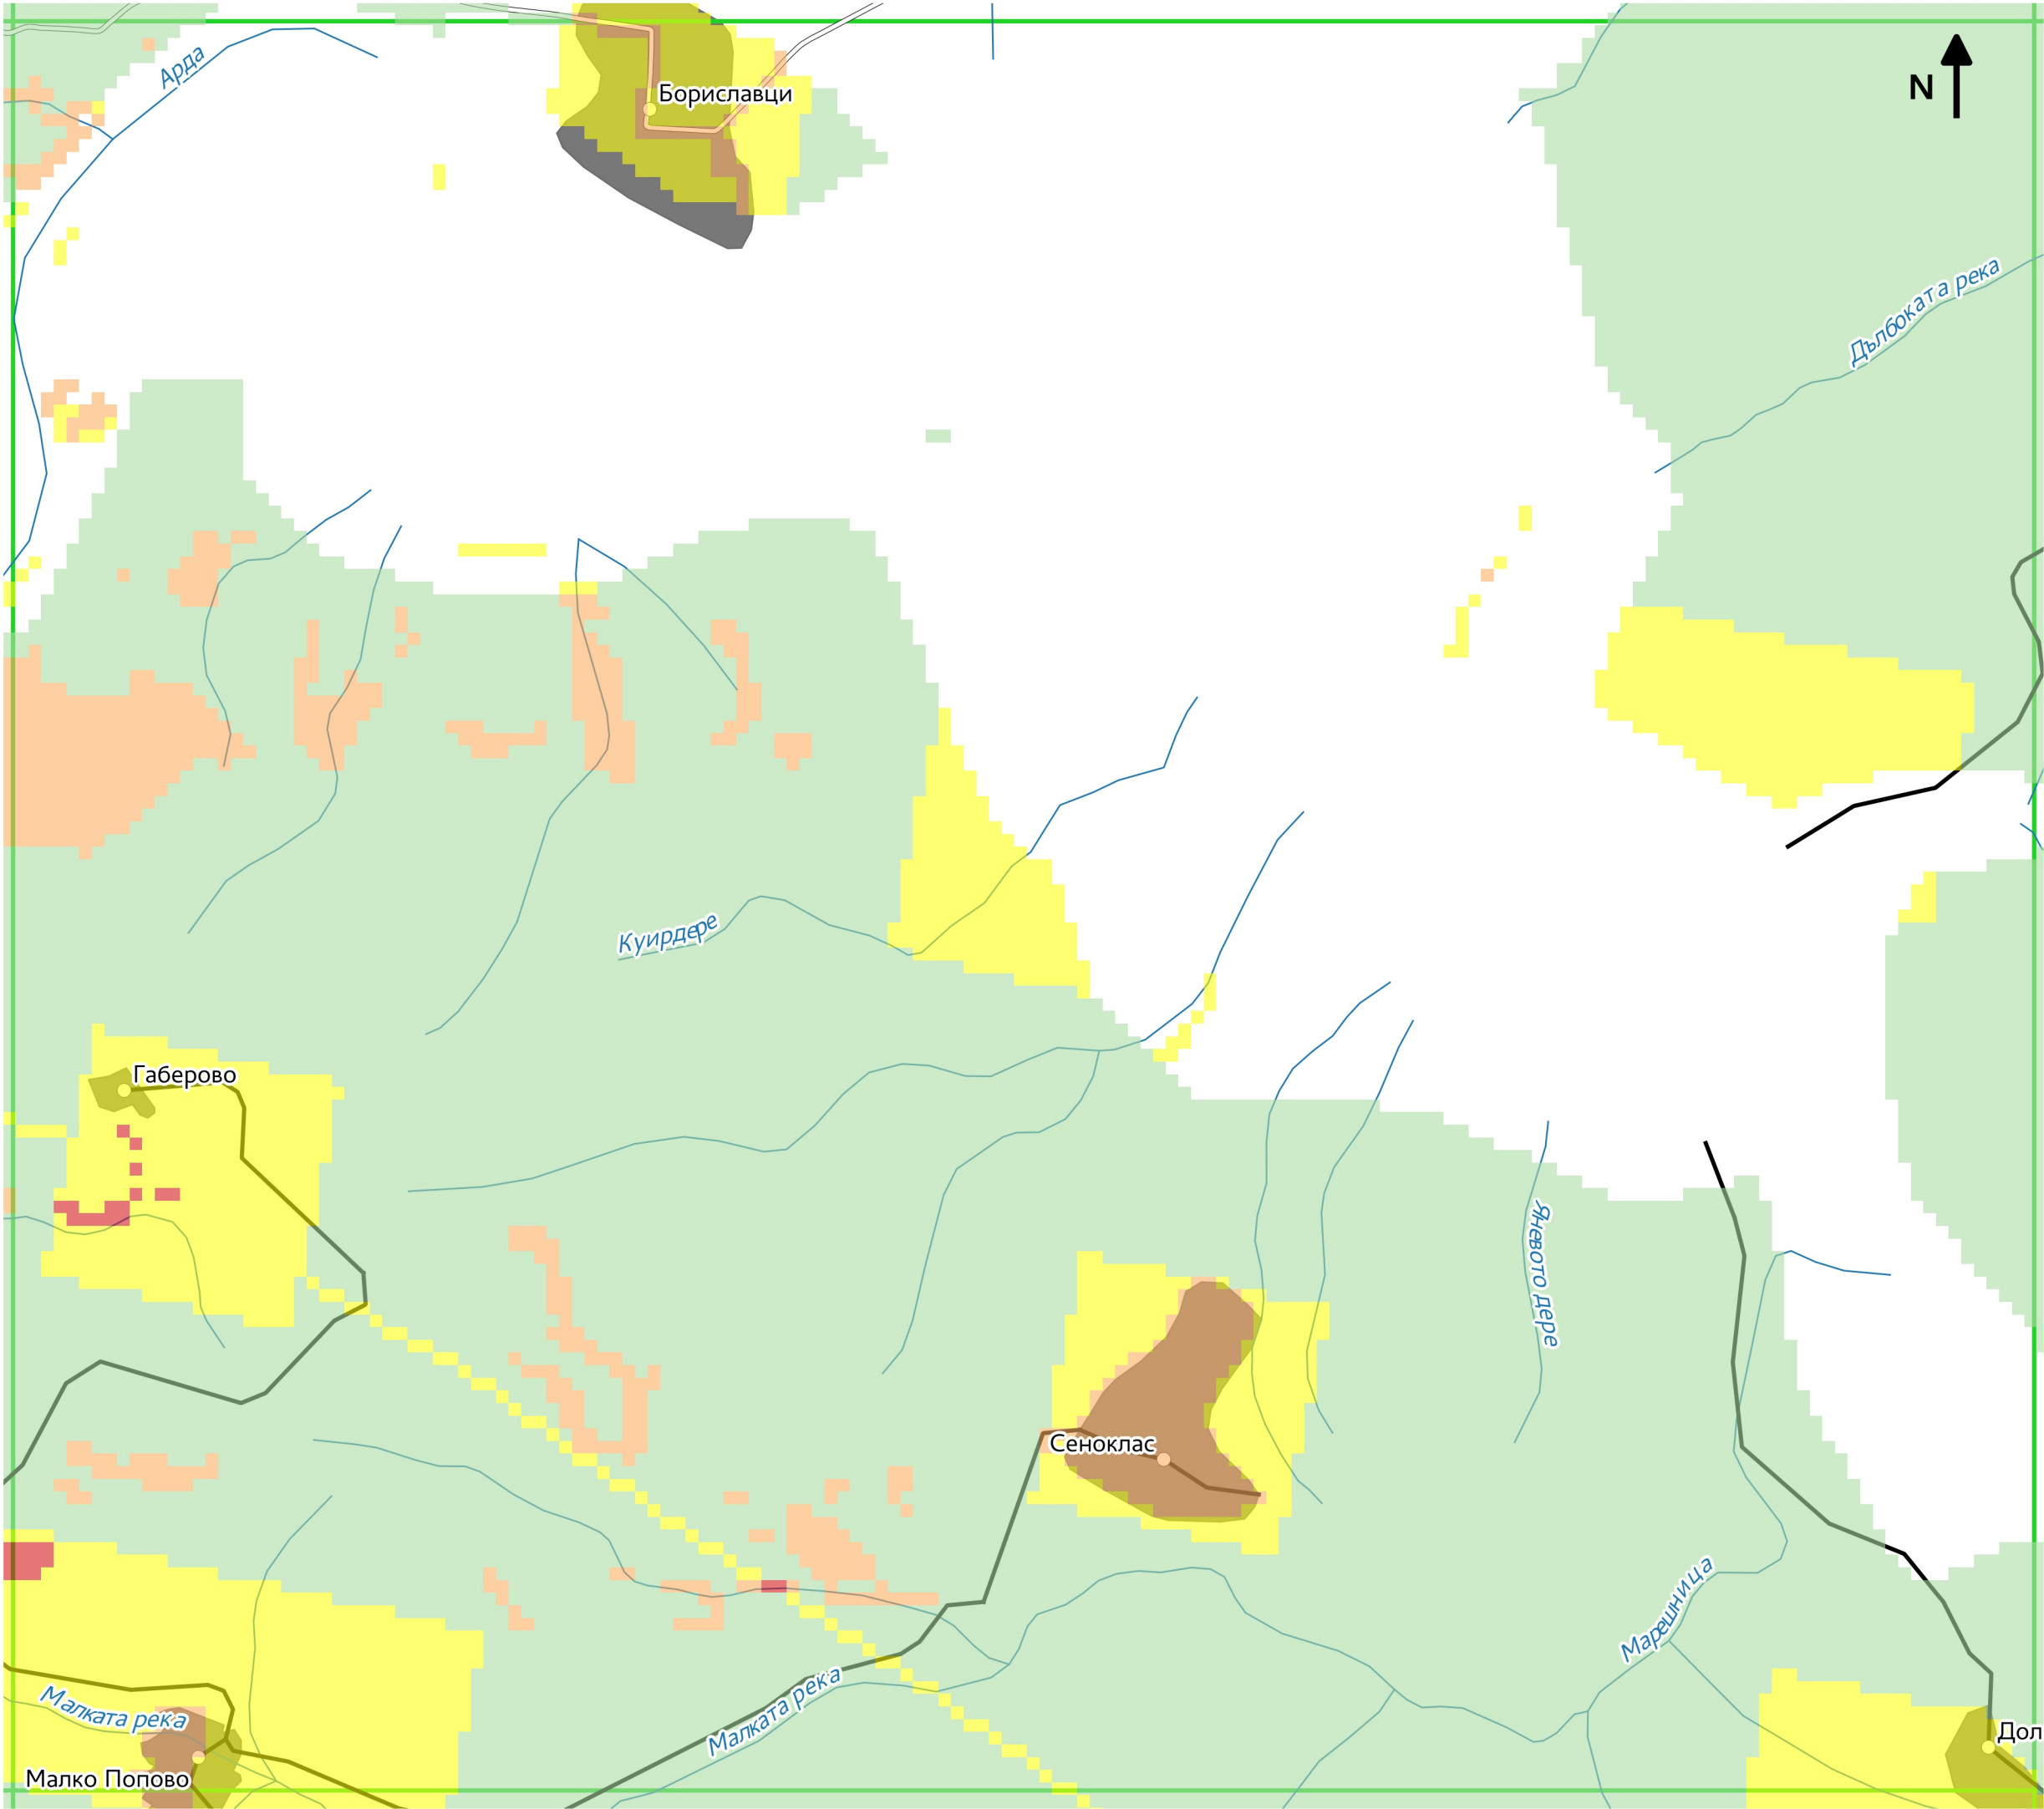 Арда
N
Бориславци
Дълбоката река
Куирдере
Габерово
Яневото дере
Сеноклас
Марешница
Малката река
Малката река
Дол
Малко Попово